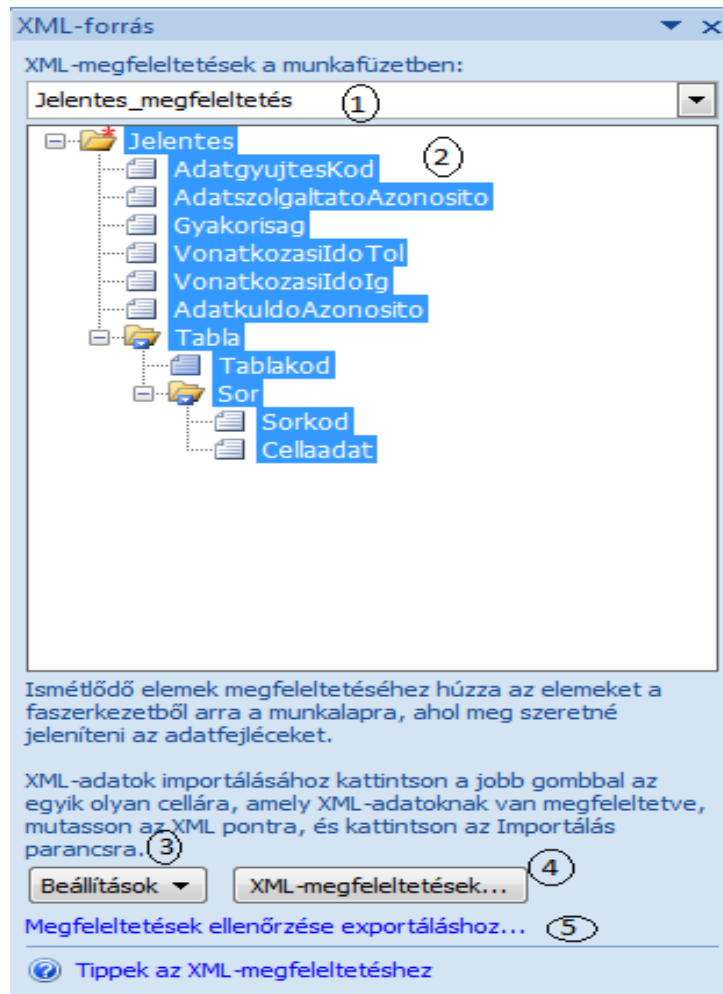 XML-forrás
XML-megfeleltetések a munkafüzetben:
Jelentes_megfeleltetés 1
Jelentes 2
AdatgyujtesKod
AdatszolgaltatoAzonosito
Gyakorisag
VonatkozasiIdoTol
VonatkozasiIdoIg
AdatkuldoAzonosito
Tabla
Tablakod
Sor
Sorkod
Cellaadat
Ismétlődő elemek megfeleltetéséhez húzza az elemeket a
faszerkezetből arra a munkalapra, ahol meg szeretné
jeleníteni az adatfejléceket.
XML-adatok importálásához kattintson a jobb gombbal az
egyik olyan cellára, amely XML-adatoknak van megfeleltetve,
mutasson az XML pontra, és kattintson az Importálás
parancsra. 3
Beállítások XML-megfeleltetések... 4
Megfeleltetések ellenőrzése exportáláshoz... 5
Tippek az XML-megfeleltetéshez